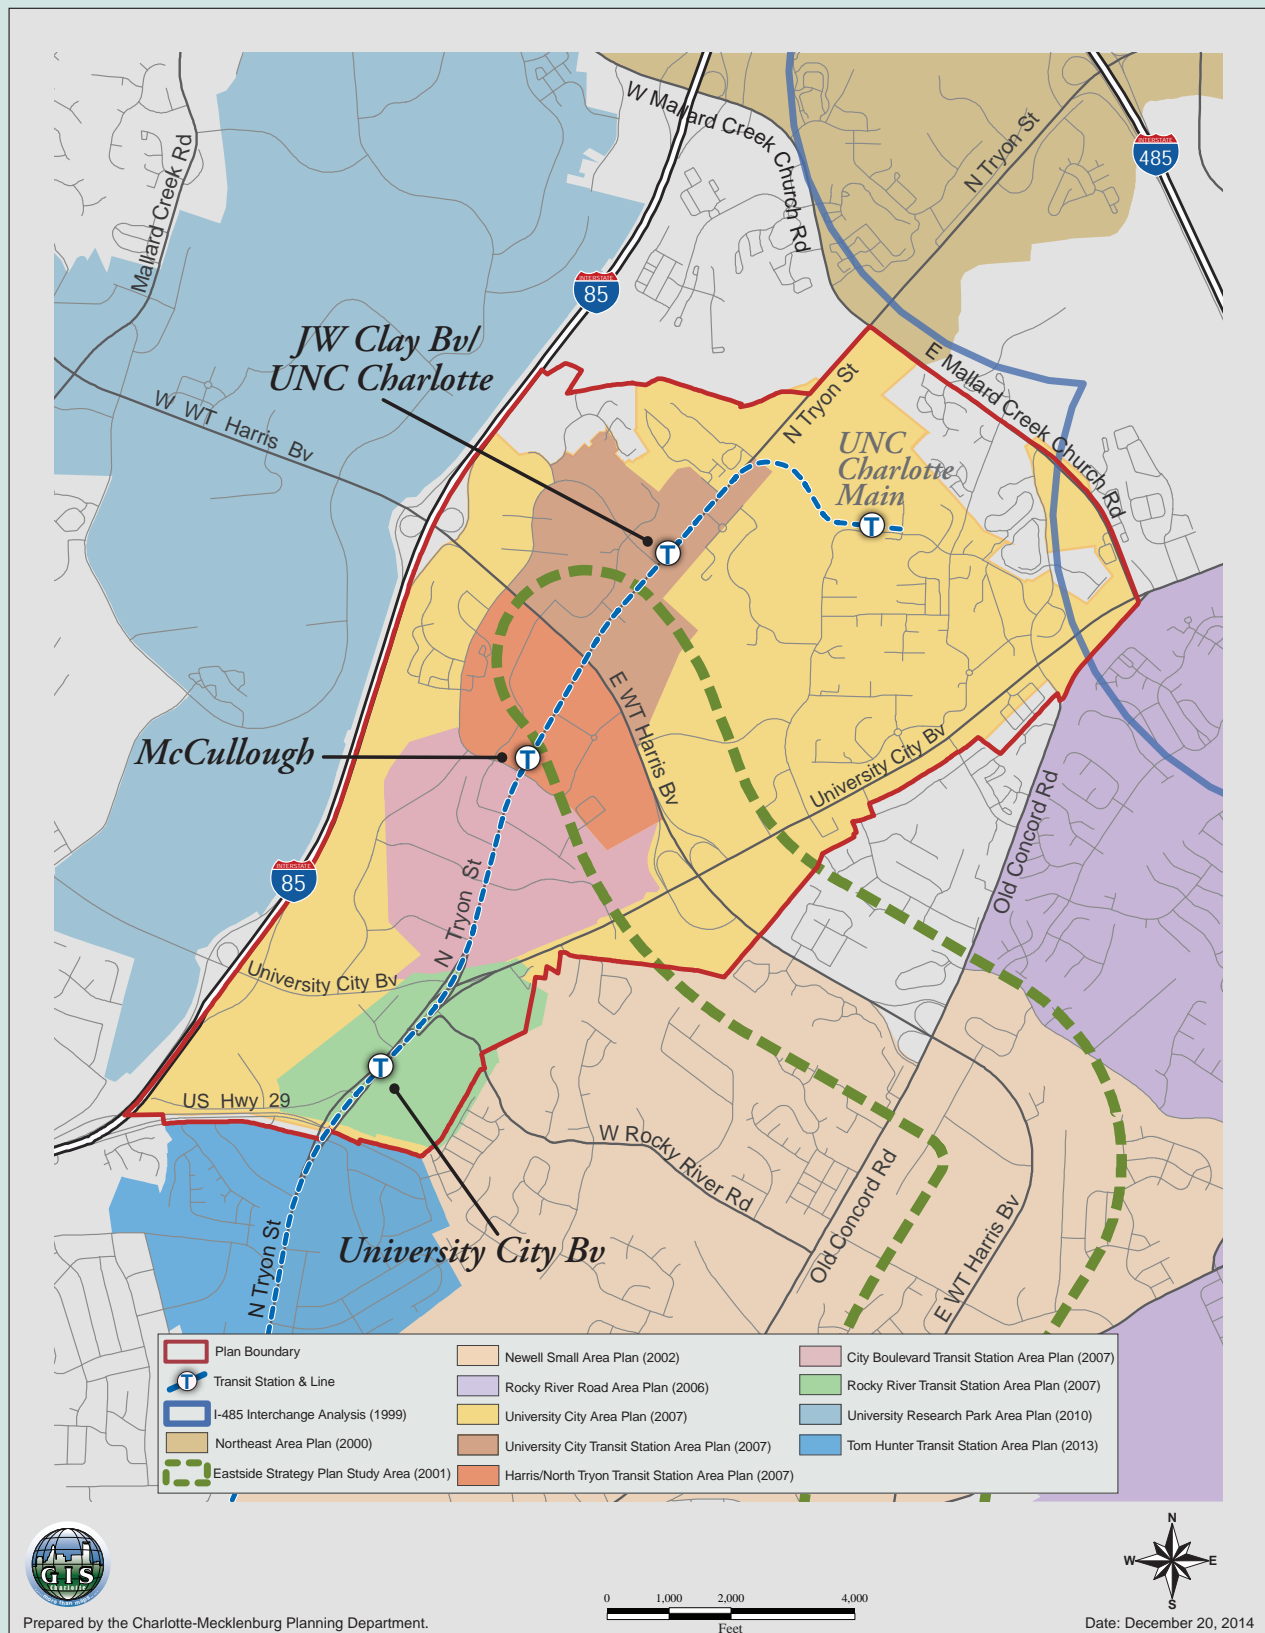 W Mallard Creek Church Rd
N Tryon St
INTERSTATE
485
Mallard Creek Rd
INTERSTATE
85
JW Clay Bv/
UNC Charlotte
E Mallard Creek Church Rd
N Tryon St
W WT Harris Bv
UNC
Charlotte
Main
T
T
E WT Harris Bv
McCullough
T
University City Bv
Old Concord Rd
INTERSTATE
85
N Tryon St
University City Bv
T
US Hwy 29
W Rocky River Rd
Old Concord Rd
E WT Harris Bv
University City Bv
N Tryon St
Plan Boundary
T
Transit Station & Line
I-485 Interchange Analysis (1999)
Northeast Area Plan (2000)
Eastside Strategy Plan Study Area (2001)
Newell Small Area Plan (2002)
Rocky River Road Area Plan (2006)
University City Area Plan (2007)
University City Transit Station Area Plan (2007)
Harris/North Tryon Transit Station Area Plan (2007)
City Boulevard Transit Station Area Plan (2007)
Rocky River Transit Station Area Plan (2007)
University Research Park Area Plan (2010)
Tom Hunter Transit Station Area Plan (2013)
GIS
Charlotte
more than maps
Prepared by the Charlotte-Mecklenburg Planning Department.
0 1,000 2,000 4,000
Feet
N
W E
S
Date: December 20, 2014